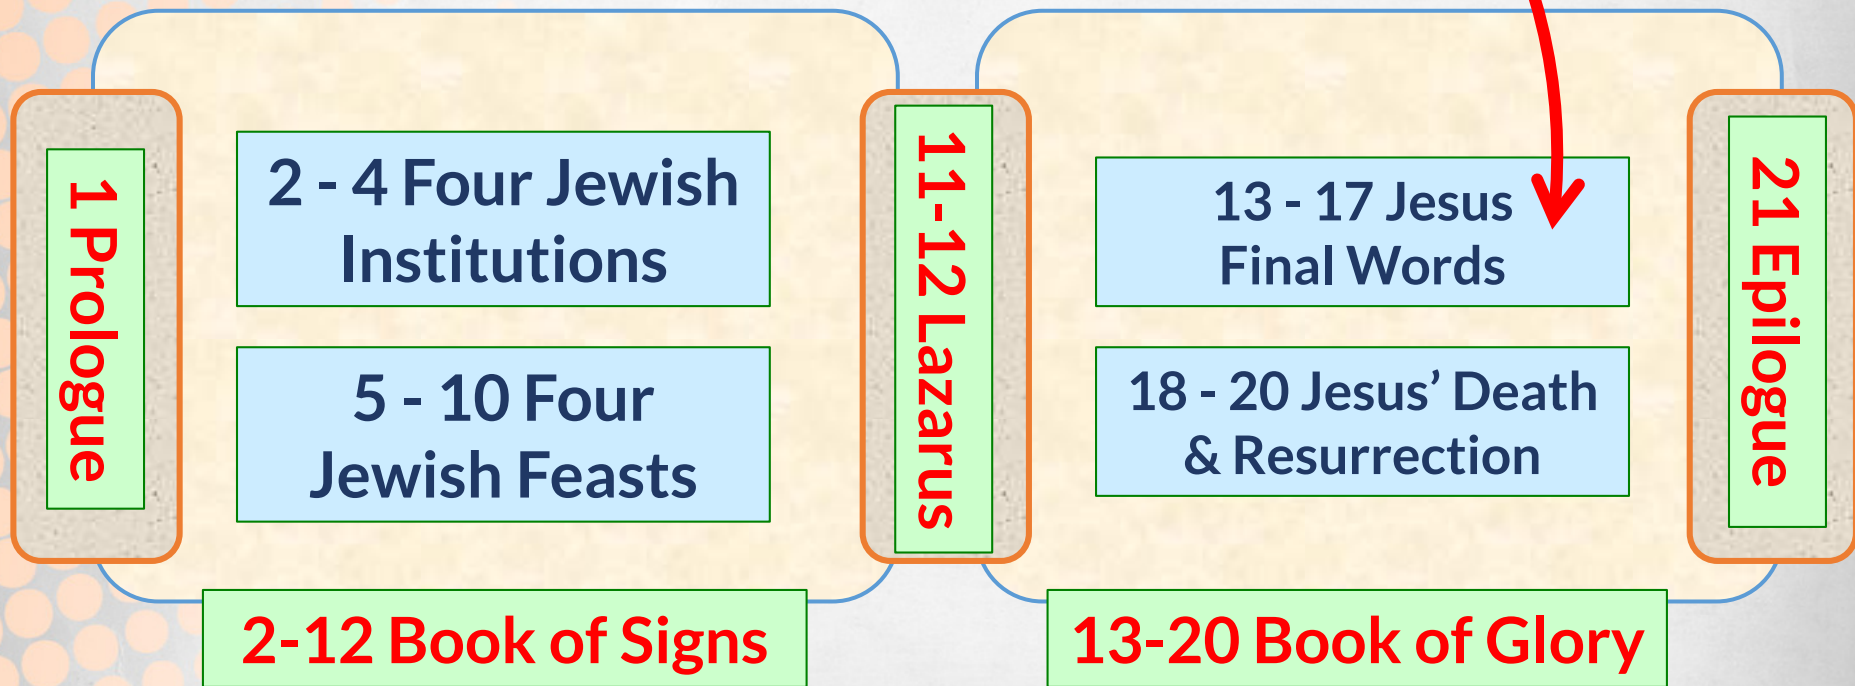 1 Prologue
2 - 4 Four Jewish
Institutions
5 - 10 Four
Jewish Feasts
2-12 Book of Signs
11-12 Lazarus
13 - 17 Jesus
Final Words
18 - 20 Jesus’ Death
& Resurrection
13-20 Book of Glory
21 Epilogue